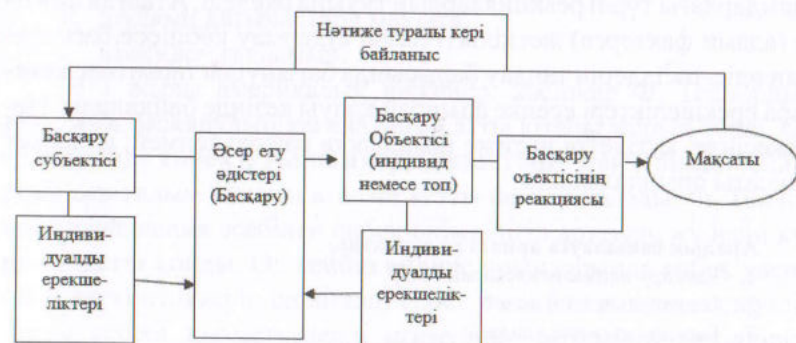 Нәтиже туралы кері
байланыс
Басқару
субъектісі
Әсер ету
әдістері
(Басқару)
Басқару
Объектісі
(индивид
немесе топ)
Басқару
оъектісінің
реакциясы
Мақсаты
Индиви-
дуалды
ерекше-
ліктері
Индиви-
дуалды
ерекшелік-
тері